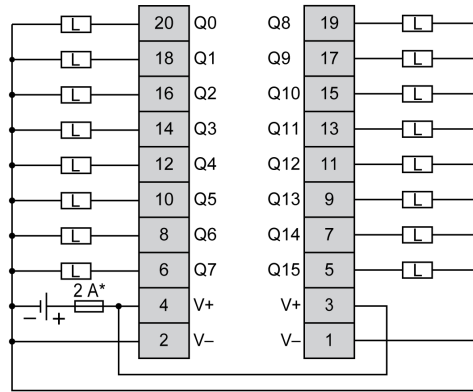 L 20 Q0 Q8 19 L
L 18 Q1 Q9 17 L
L 16 Q2 Q10 15 L
L 14 Q3 Q11 13 L
L 12 Q4 Q12 11 L
L 10 Q5 Q13 9 L
L 8 Q6 Q14 7 L
L 6 Q7 Q15 5 L
2 A*
– + 4 V+ V+ 3
2 V– V– 1